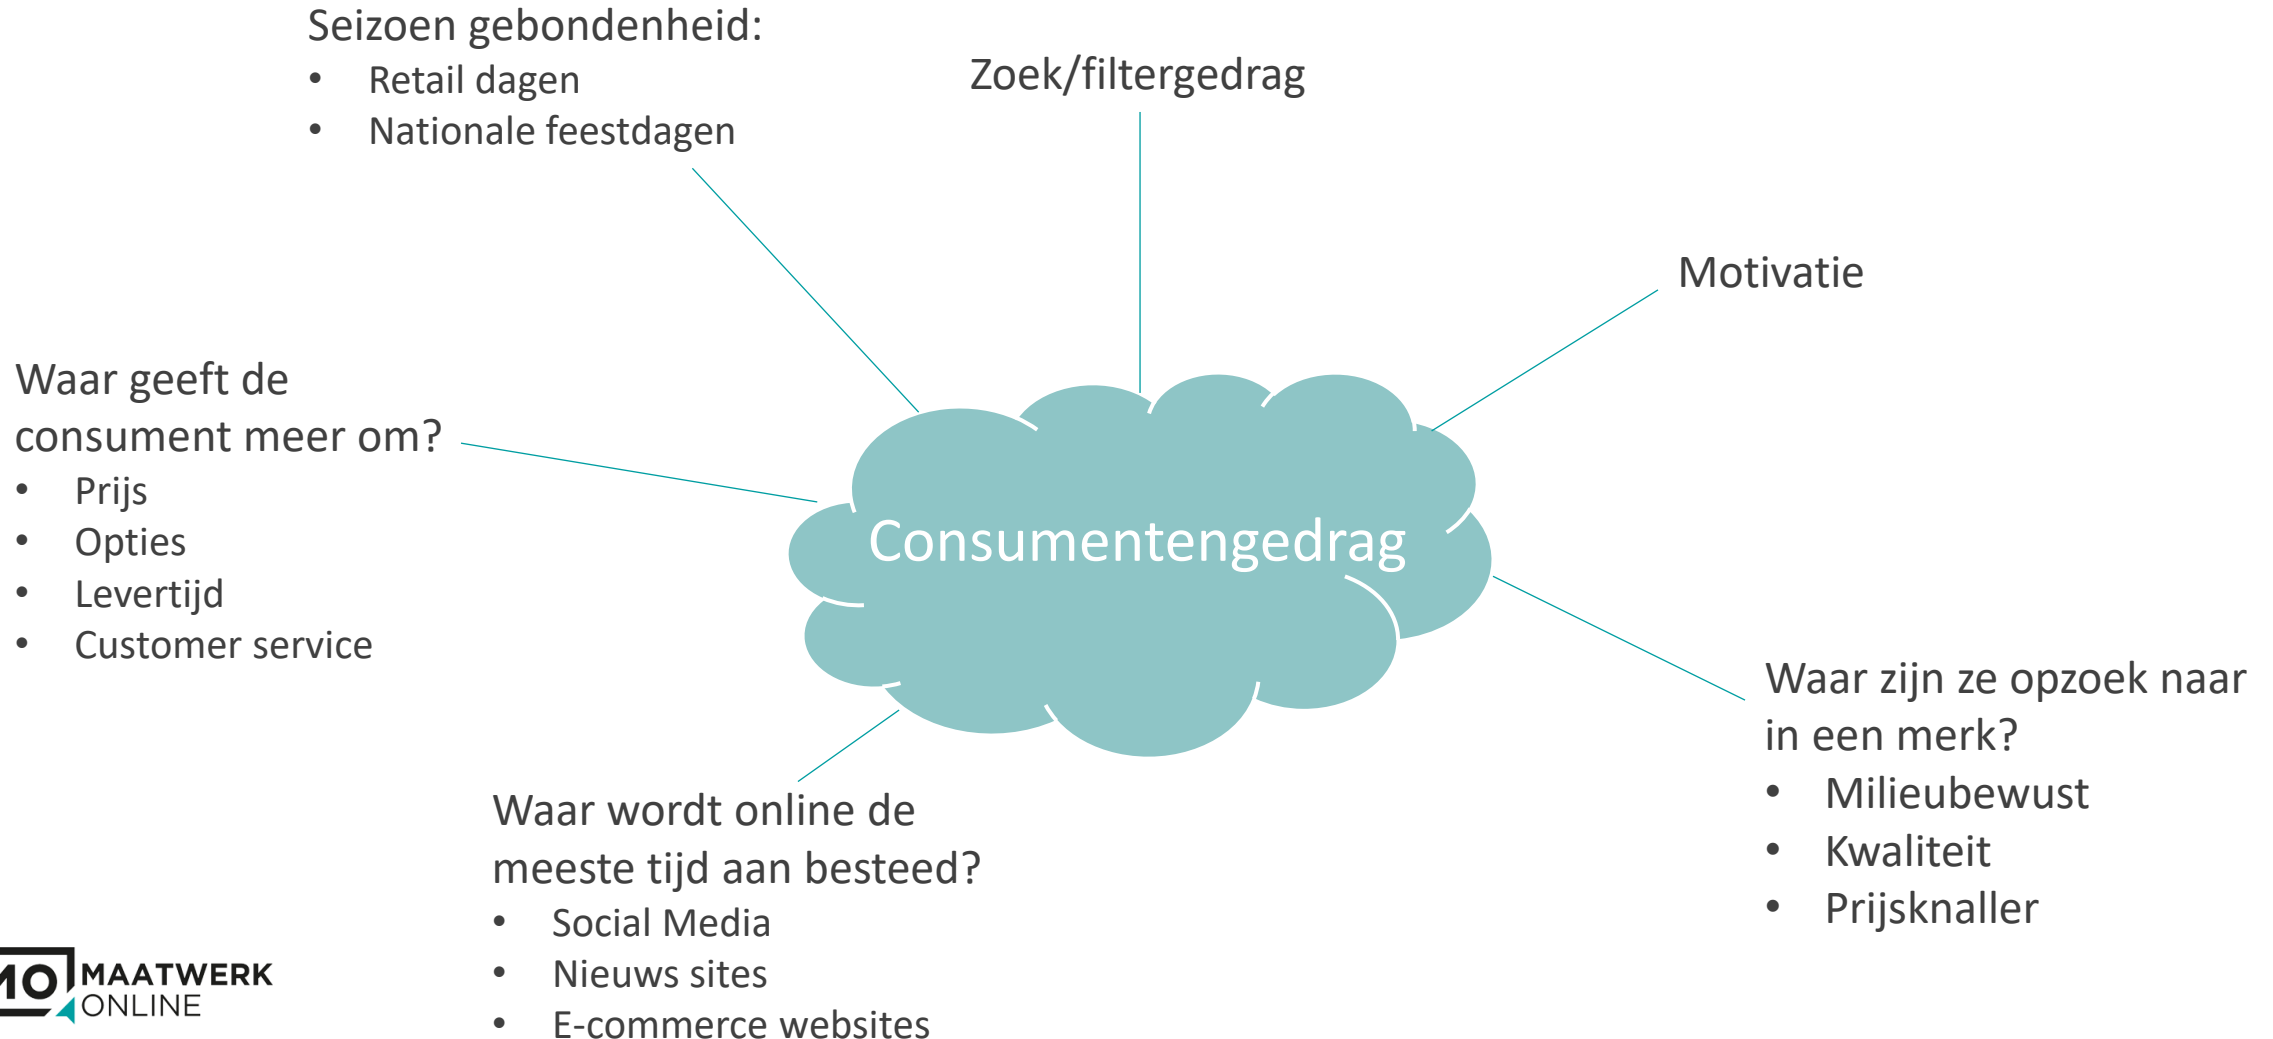 Seizoen gebondenheid:
• Retail dagen
• Nationale feestdagen
Zoek/filtergedrag
Motivatie
Waar geeft de
consument meer om?
• Prijs
• Opties
• Levertijd
• Customer service
Consumentengedrag
Waar zijn ze opzoek naar
in een merk?
• Milieubewust
• Kwaliteit
• Prijsknaller
Waar wordt online de
meeste tijd aan besteed?
• Social Media
• Nieuws sites
• E-commerce websites
MO
MAATWERK
ONLINE